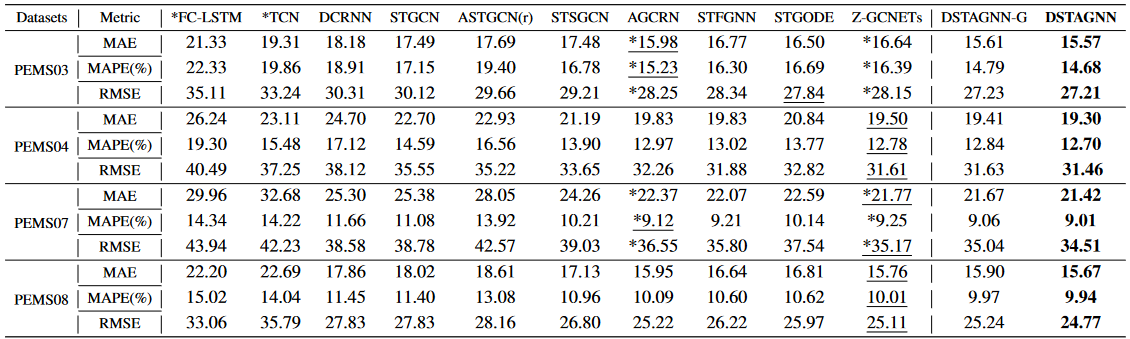 Datasets Metric *FC-LSTM *TCN DCRNN STGCN ASTGCN(r) STSGCN AGCRN STFGNN STGODE Z-GCNETs DSTAGNN-G DSTAGNN
MAE 21.33 19.31 18.18 17.49 17.69 17.48 *15.98 16.77 16.50 *16.64 15.61 15.57
PEMS03 MAPE(%) 22.33 19.86 18.91 17.15 19.40 16.78 *15.23 16.30 16.69 *16.39 14.79 14.68
RMSE 35.11 33.24 30.31 30.12 29.66 29.21 *28.25 28.34 27.84 *28.15 27.23 27.21
MAE 26.24 23.11 24.70 22.70 22.93 21.19 19.83 19.83 20.84 19.50 19.41 19.30
PEMS04 MAPE(%) 19.30 15.48 17.12 14.59 16.56 13.90 12.97 13.02 13.77 12.78 12.84 12.70
RMSE 40.49 37.25 38.12 35.55 35.22 33.65 32.26 31.88 32.82 31.61 31.63 31.46
MAE 29.96 32.68 25.30 25.38 28.05 24.26 *22.37 22.07 22.59 *21.77 21.67 21.42
PEMS07 MAPE(%) 14.34 14.22 11.66 11.08 13.92 10.21 *9.12 9.21 10.14 *9.25 9.06 9.01
RMSE 43.94 42.23 38.58 38.78 42.57 39.03 *36.55 35.80 37.54 *35.17 35.04 34.51
MAE 22.20 22.69 17.86 18.02 18.61 17.13 15.95 16.64 16.81 15.76 15.90 15.67
PEMS08 MAPE(%) 15.02 14.04 11.45 11.40 13.08 10.96 10.09 10.60 10.62 10.01 9.97 9.94
RMSE 33.06 35.79 27.83 27.83 28.16 26.80 25.22 26.22 25.97 25.11 25.24 24.77